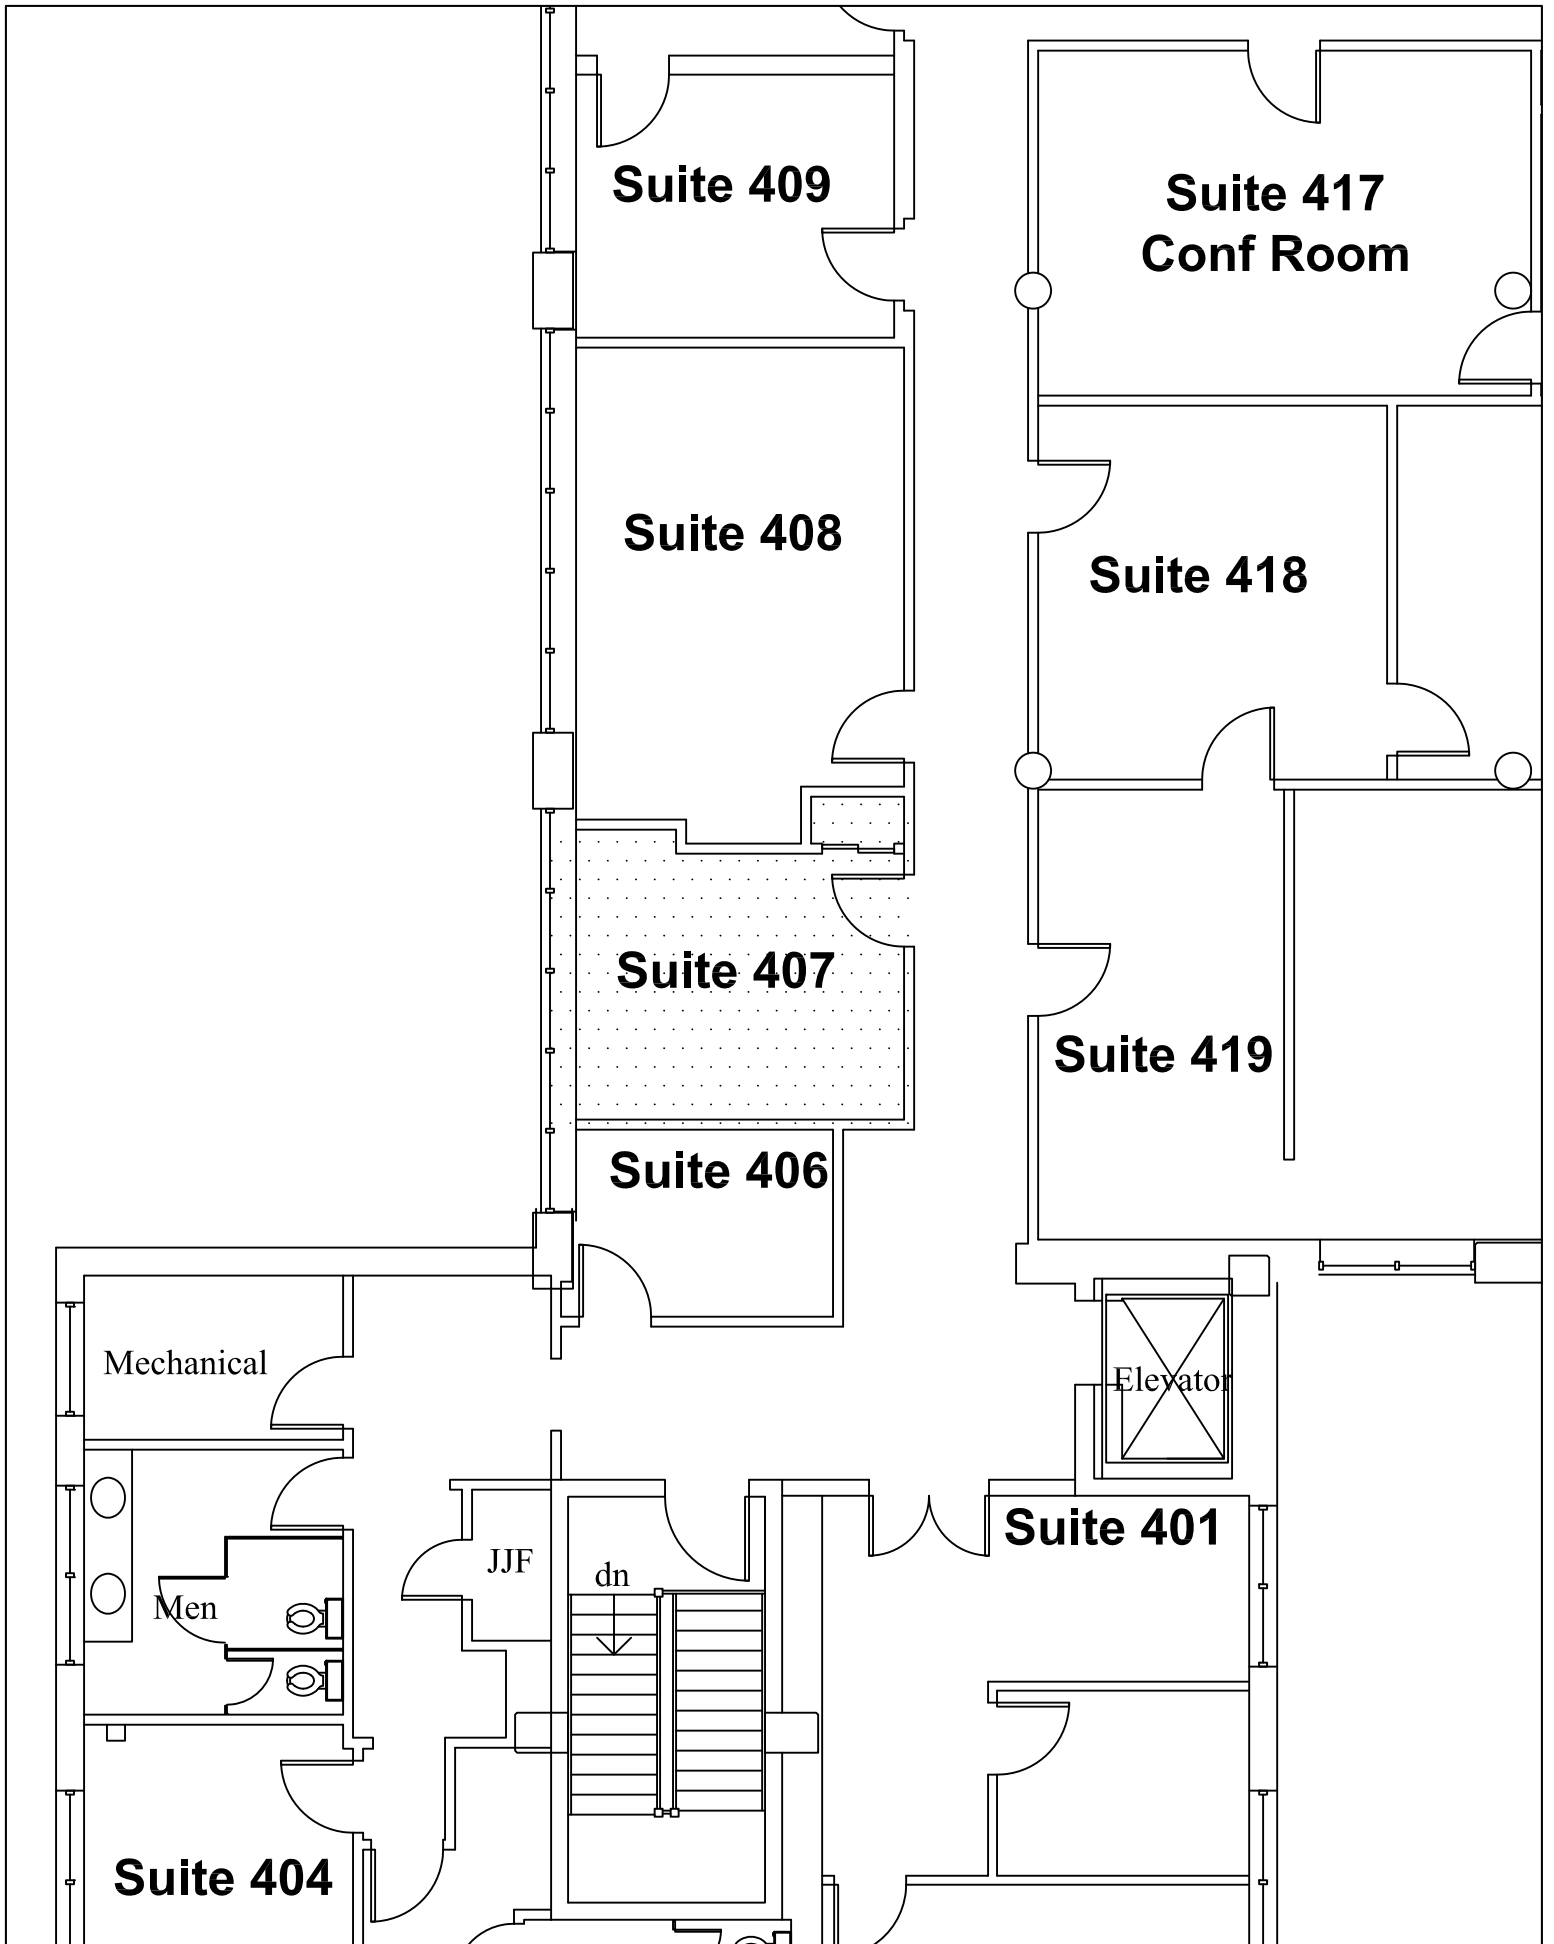 Suite 409
Suite 417
Conf Room
Suite 408
Suite 418
Suite 407
Suite 419
Suite 406
Mechanical
Elevator
Suite 401
JJF
dn
Men
Suite 404